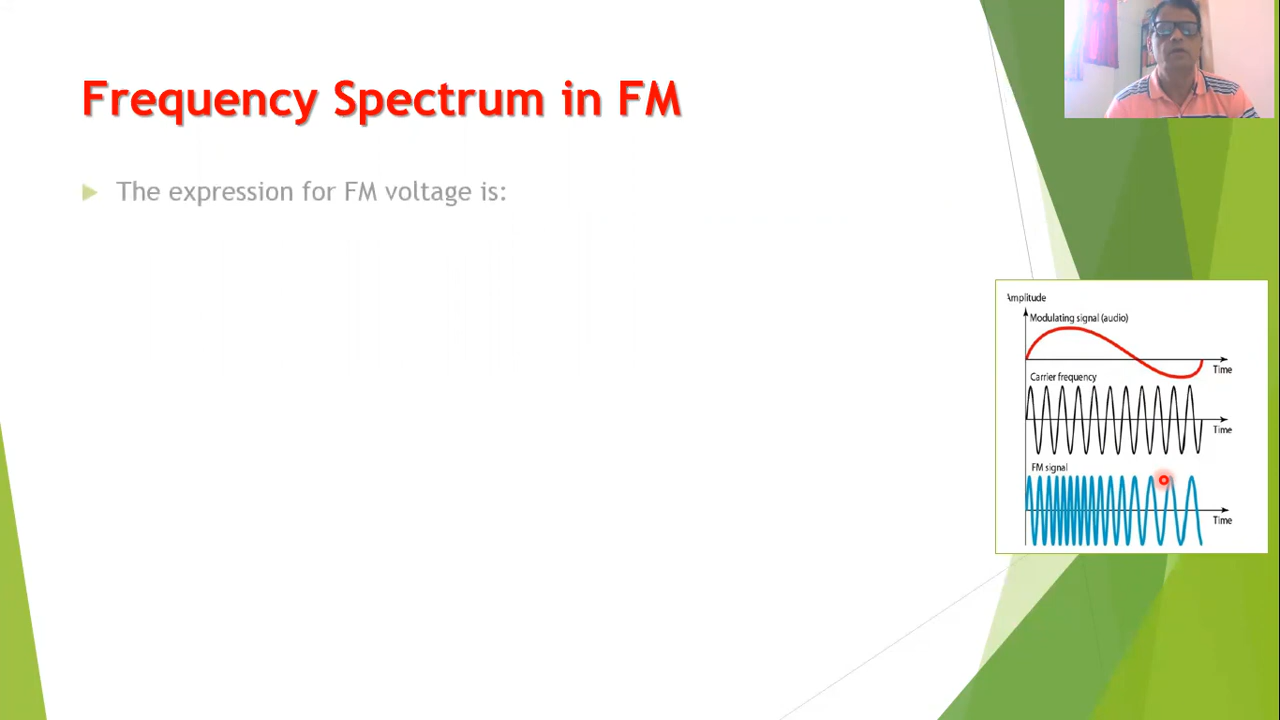 Frequency Spectrum in FM
The expression for FM voltage is:
Amplitude
Modulating signal (audio)
Time
Carrier frequency
Time
FM signal
Time